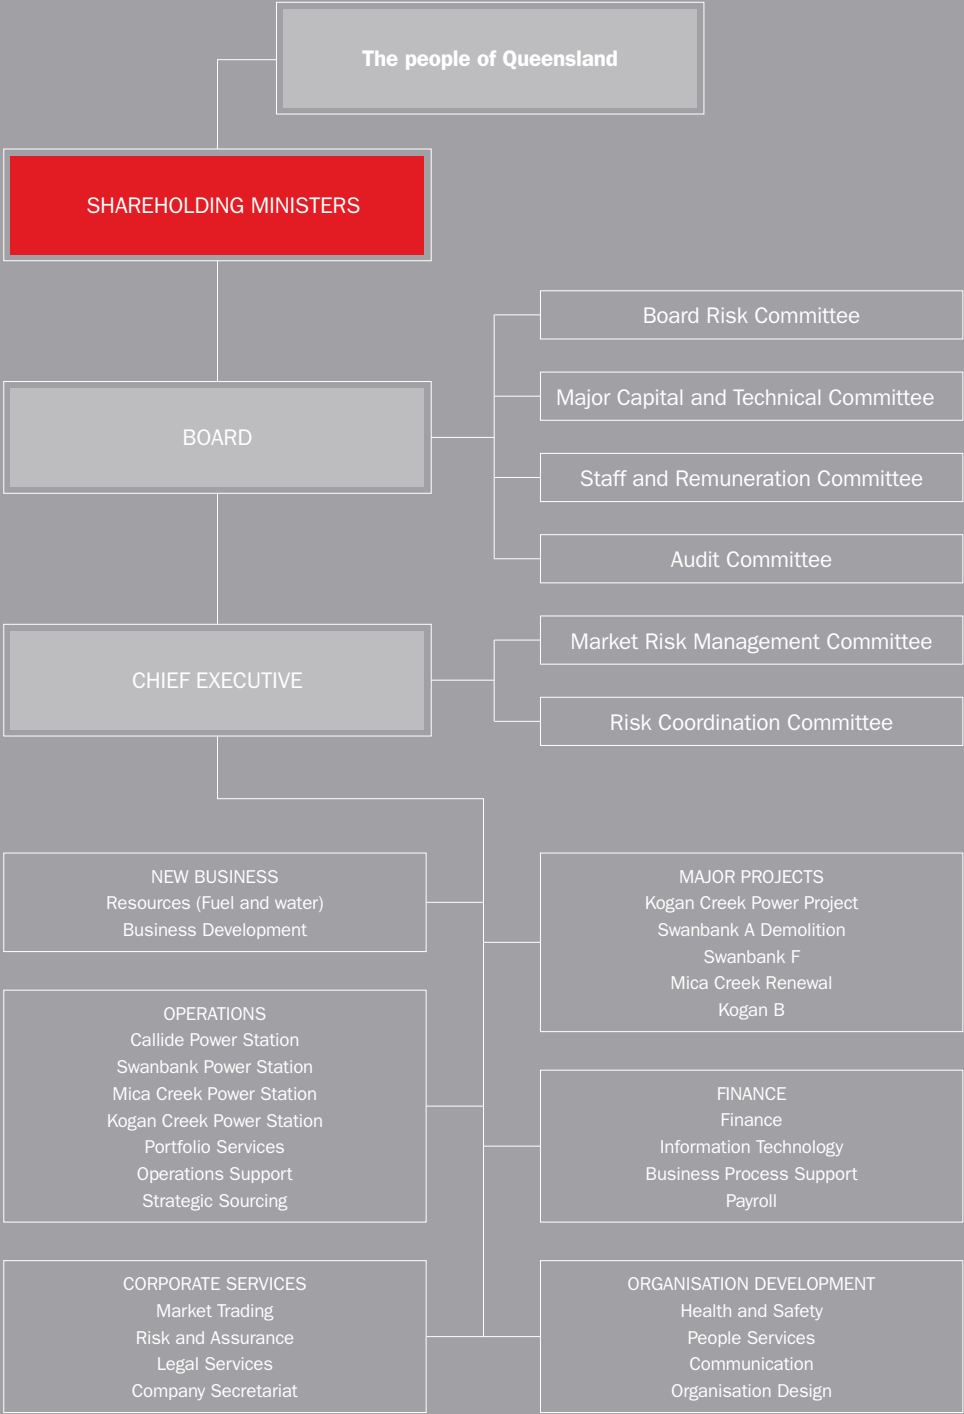 The people of Queensland
SHAREHOLDING MINISTERS
Board Risk Committee
Major Capital and Technical Committee
BOARD
Staff and Remuneration Committee
Audit Committee
Market Risk Management Committee
CHIEF EXECUTIVE
Risk Coordination Committee
NEW BUSINESS
Resources (Fuel and water)
Business Development
MAJOR PROJECTS
Kogan Creek Power Project
Swanbank A Demolition
Swanbank F
Mica Creek Renewal
Kogan B
OPERATIONS
Callide Power Station
Swanbank Power Station
Mica Creek Power Station
Kogan Creek Power Station
Portfolio Services
Operations Support
Strategic Sourcing
FINANCE
Finance
Information Technology
Business Process Support
Payroll
CORPORATE SERVICES
Market Trading
Risk and Assurance
Legal Services
Company Secretariat
ORGANISATION DEVELOPMENT
Health and Safety
People Services
Communication
Organisation Design